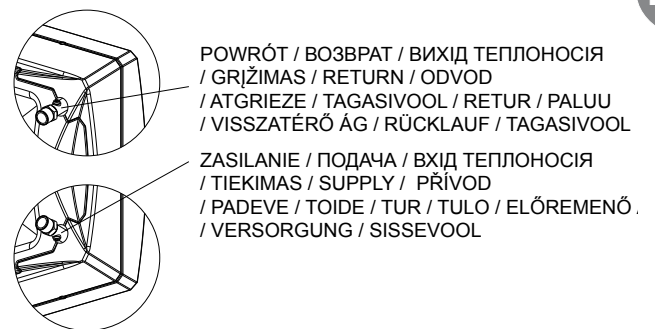 POWRÓT / ВОЗВРАТ / ВИХІД ТЕПЛОНОСІЯ
/ GRĮŽIMAS / RETURN / ODVOD
/ ATGRIEZE / TAGASIVOOL / RETUR / PALUU
/ VISSZATÉRŐ ÁG / RÜCKLAUF / TAGASIVOOL
ZASILANIE / ПОДАЧА / ВХІД ТЕПЛОНОСІЯ
/ TIEKIMAS / SUPPLY / PŘÍVOD
/ PADEVE / TOIDE / TUR / TULO / ELŐREMENŐ
/ VERSORGUNG / SISSEVOOL